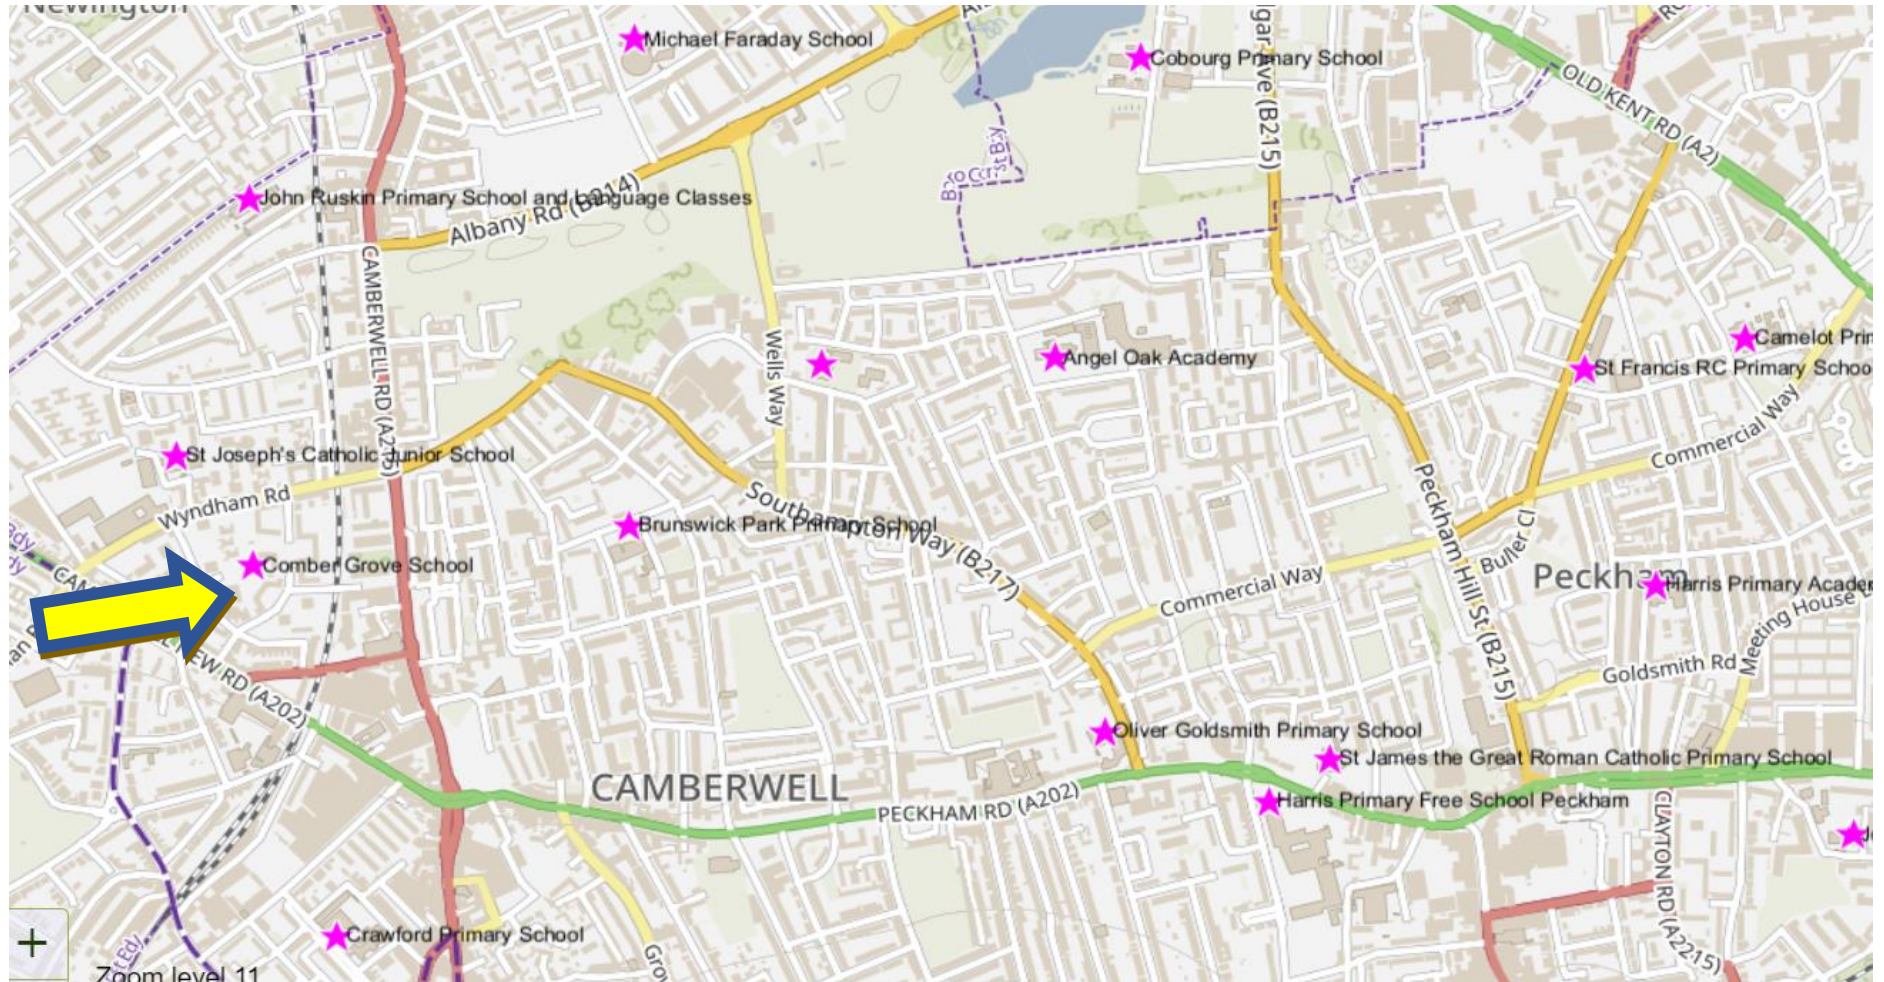 Newington
Michael Faraday School
Cobourg Primary School
OLD KENT RD (A2)
John Ruskin Primary School and Language Classes
Albany Rd (B214)
CAMBERWELL RD (A215)
Wells Way
Angel Oak Academy
Camelot Prim
St Francis RC Primary Schoo
Commercial Way
St Joseph's Catholic Junior School
Wyndham Rd
Brunswick Park Primary School
Southampton Way (B217)
Peckham Hill St (B215)
Comber Grove School
Commercial Way
Peckham
Harris Primary Academ
Meeting House
Goldsmith Rd
NEW RD (A202)
Oliver Goldsmith Primary School
St James the Great Roman Catholic Primary School
CAMBERWELL
PECKHAM RD (A202)
Harris Primary Free School Peckham
CLAYTON RD (A2215)
Crawford Primary School
+
Zoom level 11